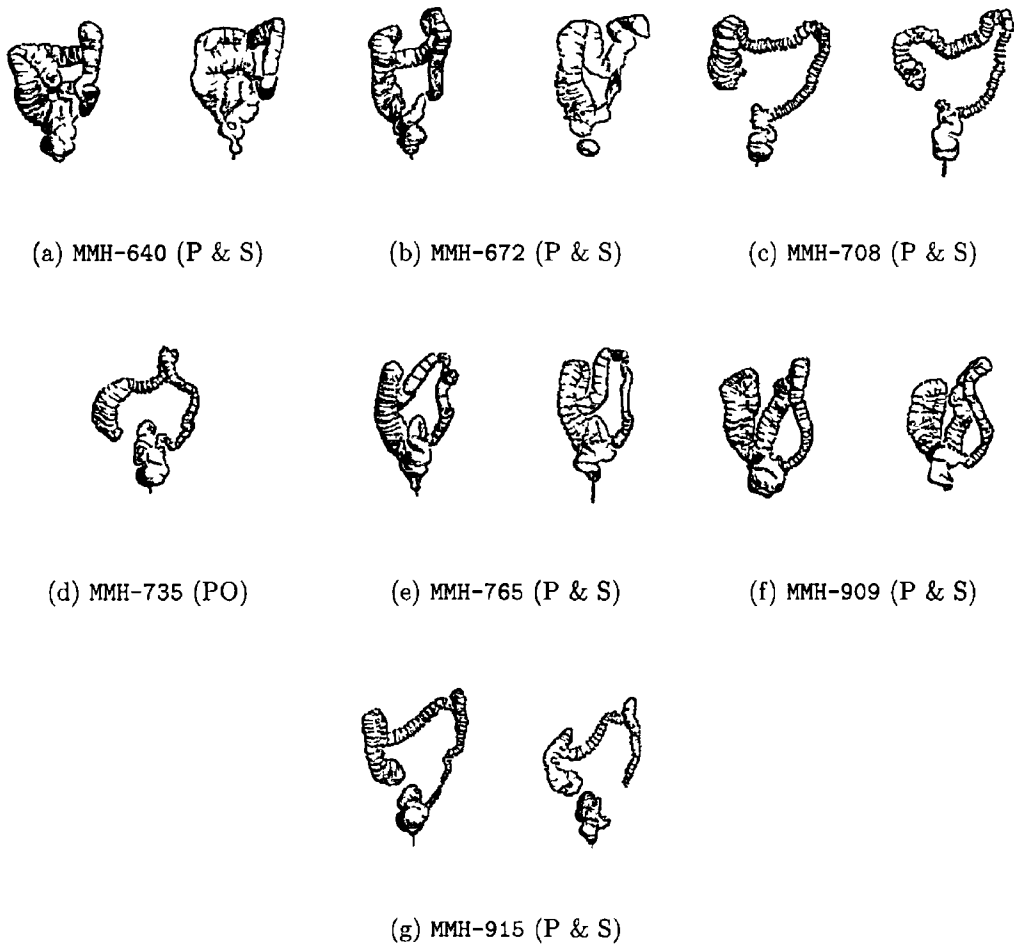 (a) MMH-640 (P & S)
(b) MMH-672 (P & S)
(c) MMH-708 (P & S)
(d) MMH-735 (PO)
(e) MMH-765 (P & S)
(f) MMH-909 (P & S)
(g) MMH-915 (P & S)